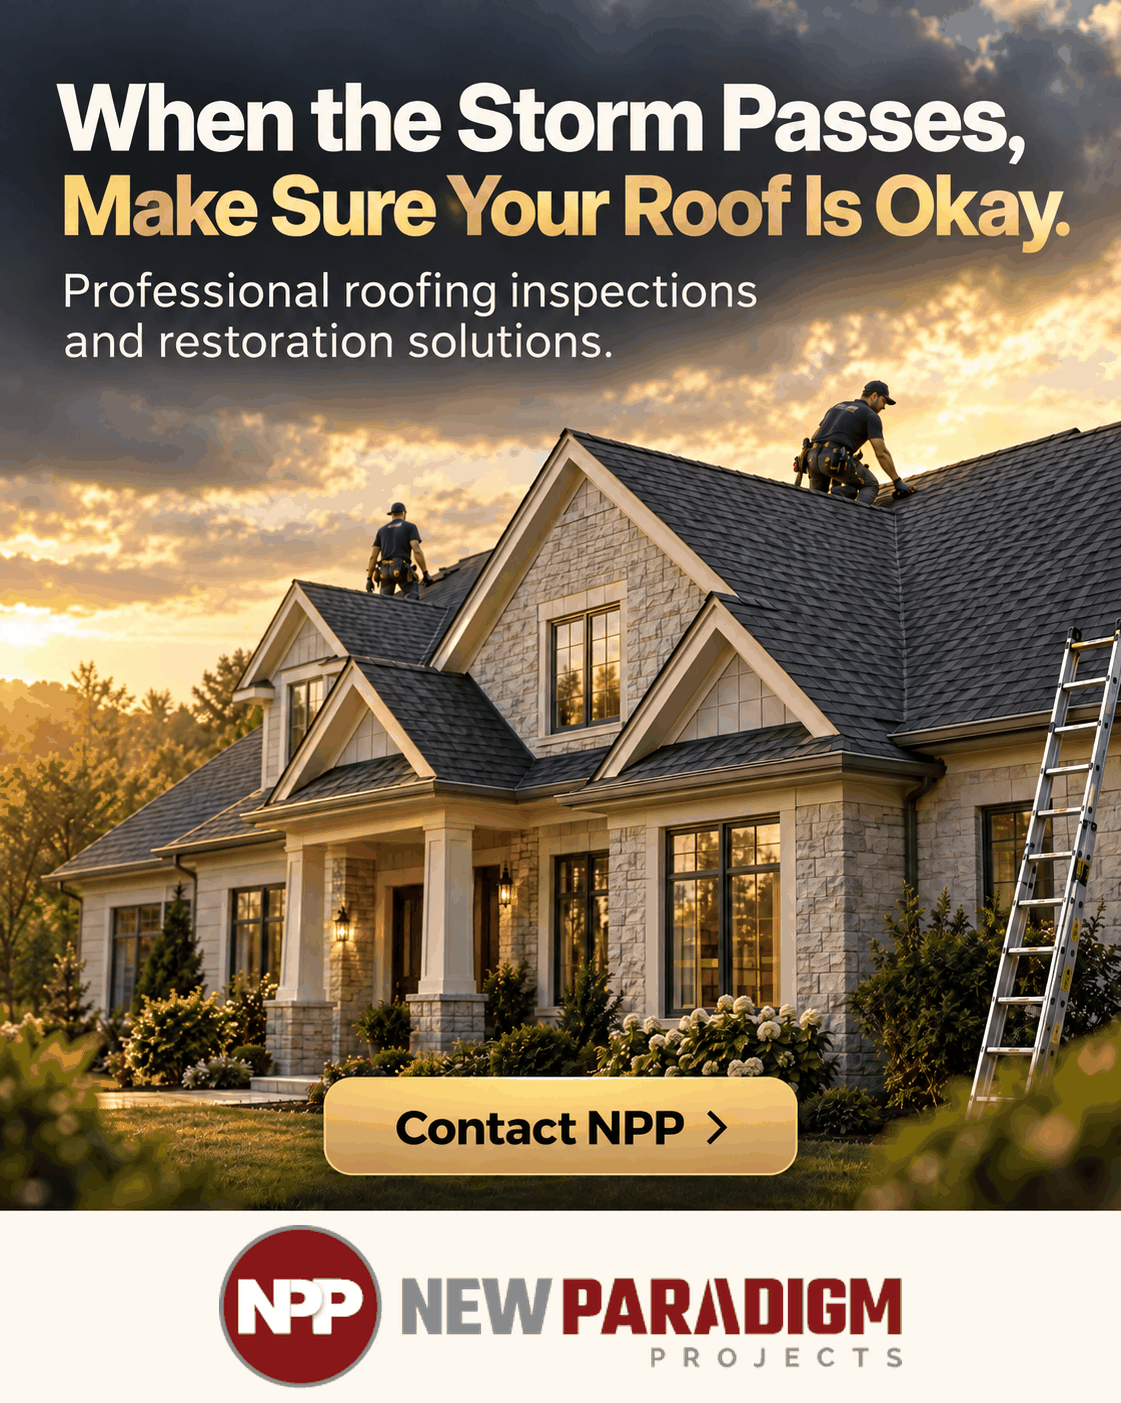 When the Storm Passes,
Make Sure Your Roof Is Okay.
Professional roofing inspections
and restoration solutions.
Contact NPP >
NPP
NEW PARADIGM
PROJECTS